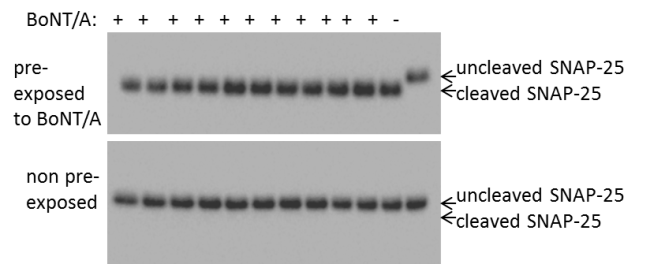 BoNT/A: + + + + + + + + + + + -
pre-
exposed
to BoNT/A
uncleaved SNAP-25
cleaved SNAP-25
non pre-
exposed
uncleaved SNAP-25
cleaved SNAP-25